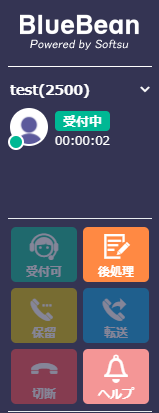 BlueBean
Powered by Softsu
test(2500)
受付中
00:00:02
受付可
後処理
保留
転送
切断
ヘルプ